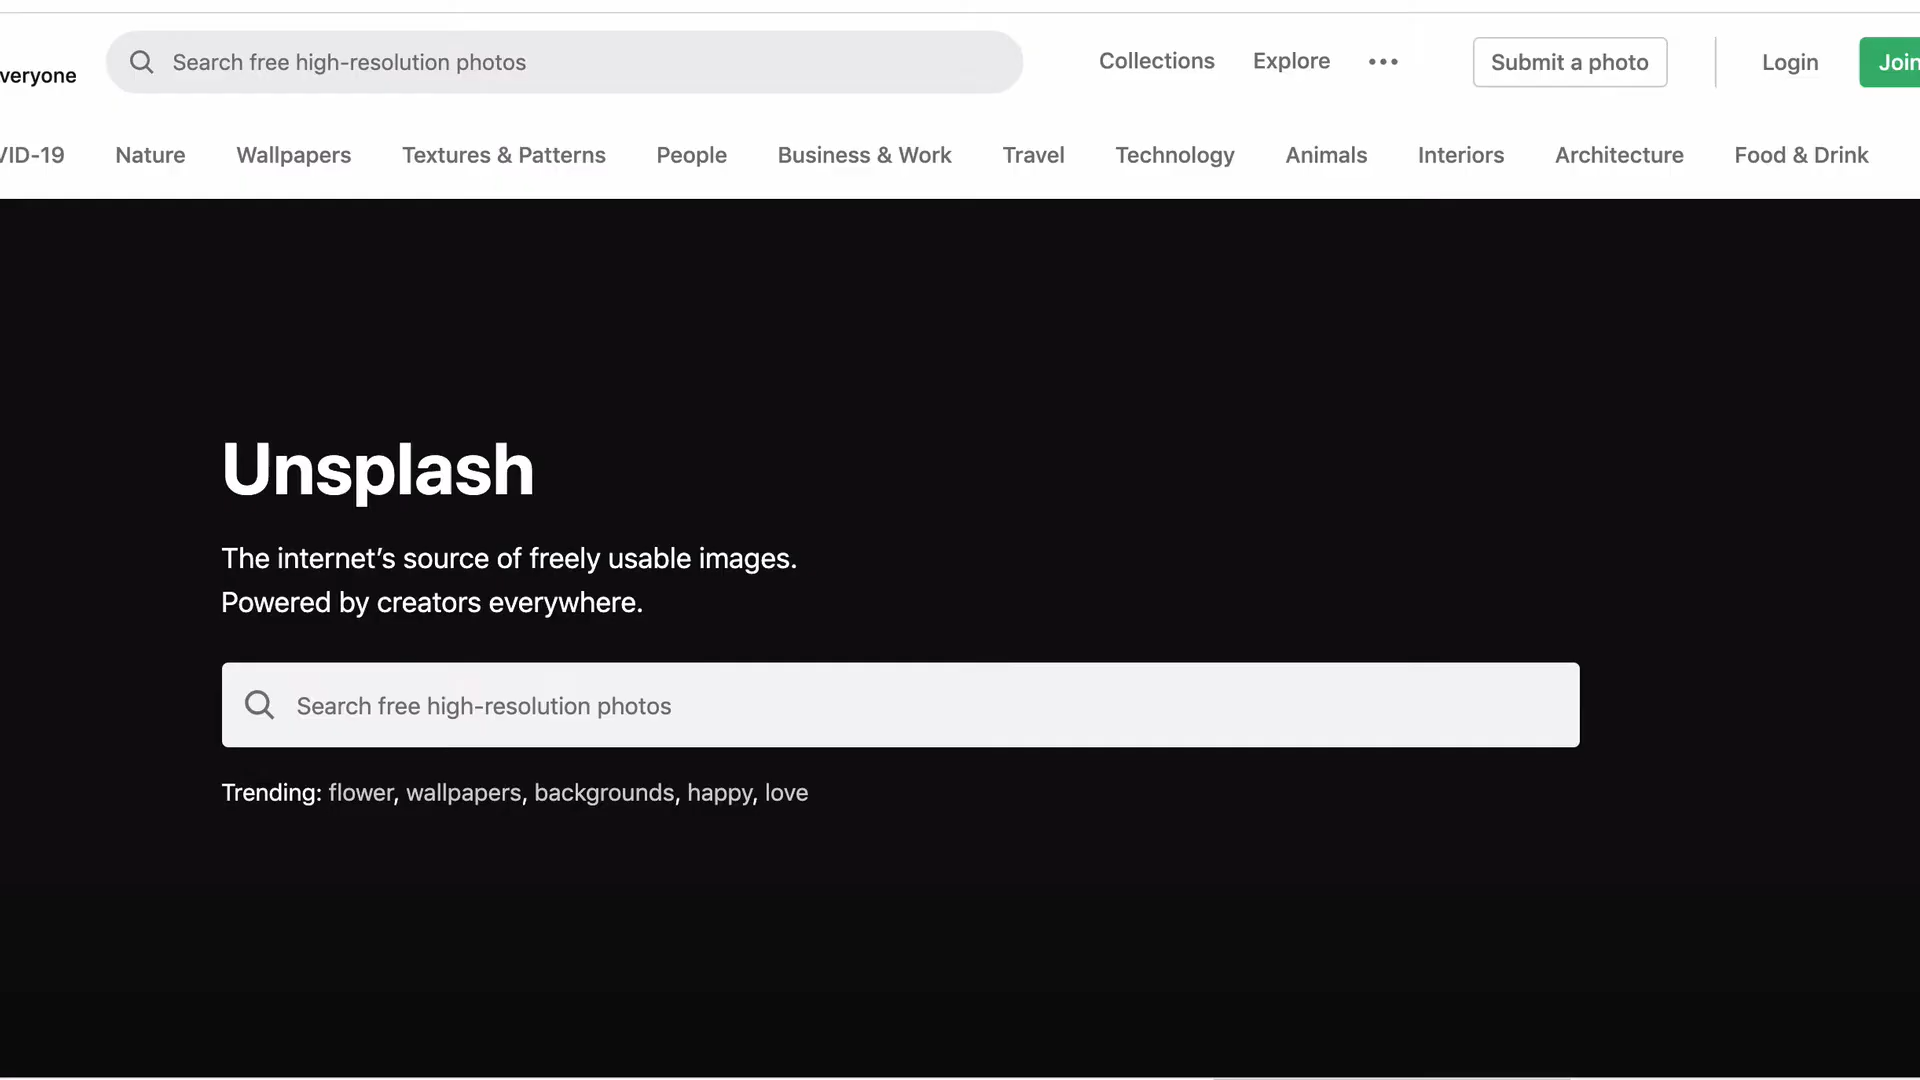 veryone
Search free high-resolution photos
Collections Explore
Submit a photo
Login
Join
VID-19 Nature Wallpapers Textures & Patterns People Business & Work Travel Technology Animals Interiors Architecture Food & Drink
Unsplash
The internet’s source of freely usable images.
Powered by creators everywhere.
Search free high-resolution photos
Trending: flower, wallpapers, backgrounds, happy, love